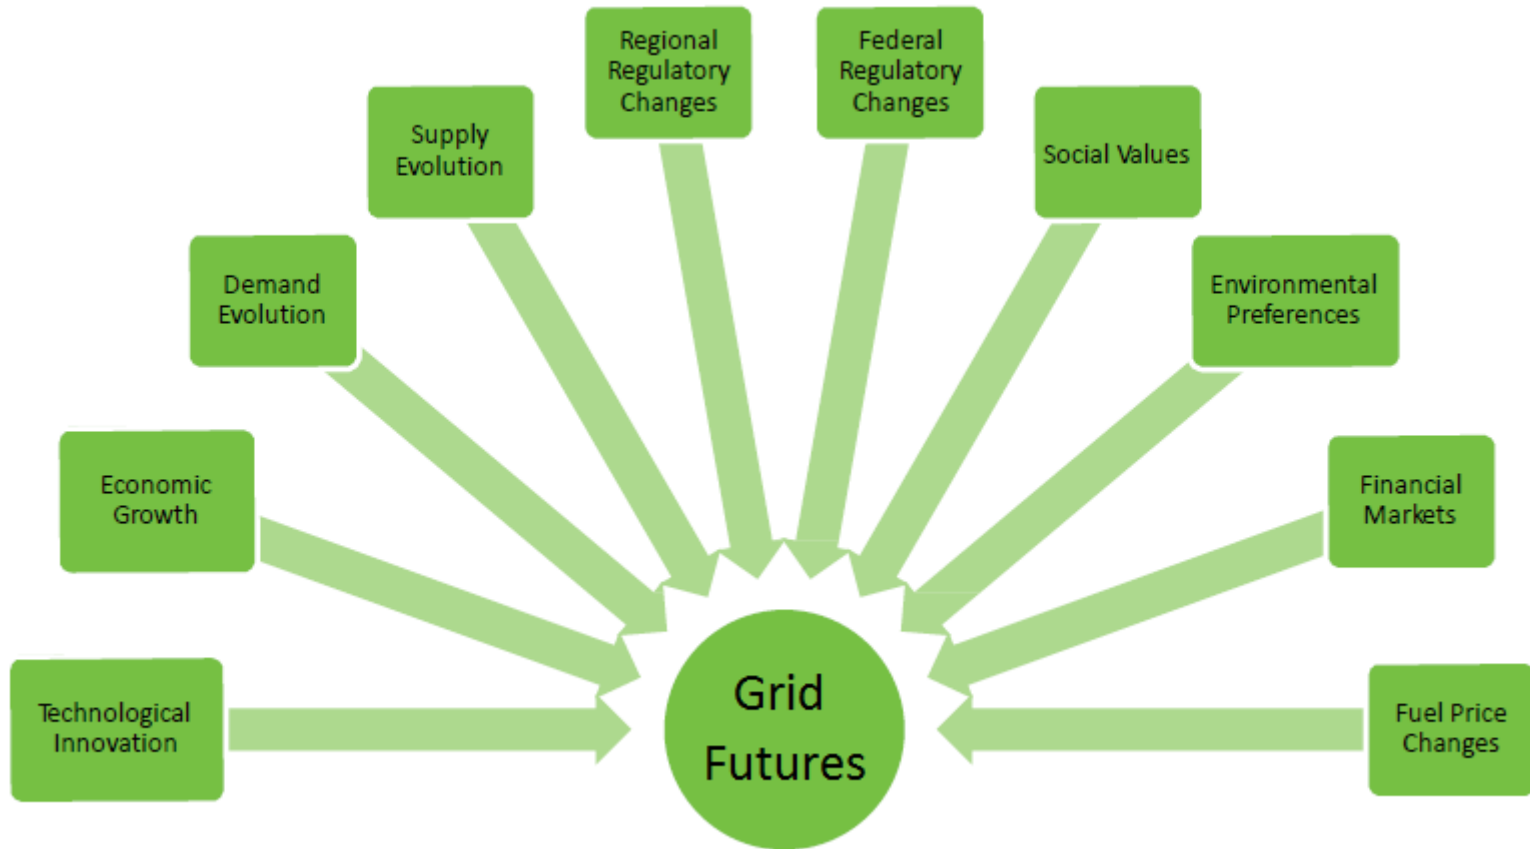 Regional
Regulatory
Changes
Federal
Regulatory
Changes
Supply
Evolution
Social Values
Demand
Evolution
Environmental
Preferences
Economic
Growth
Financial
Markets
Technological
Innovation
Grid
Futures
Fuel Price
Changes